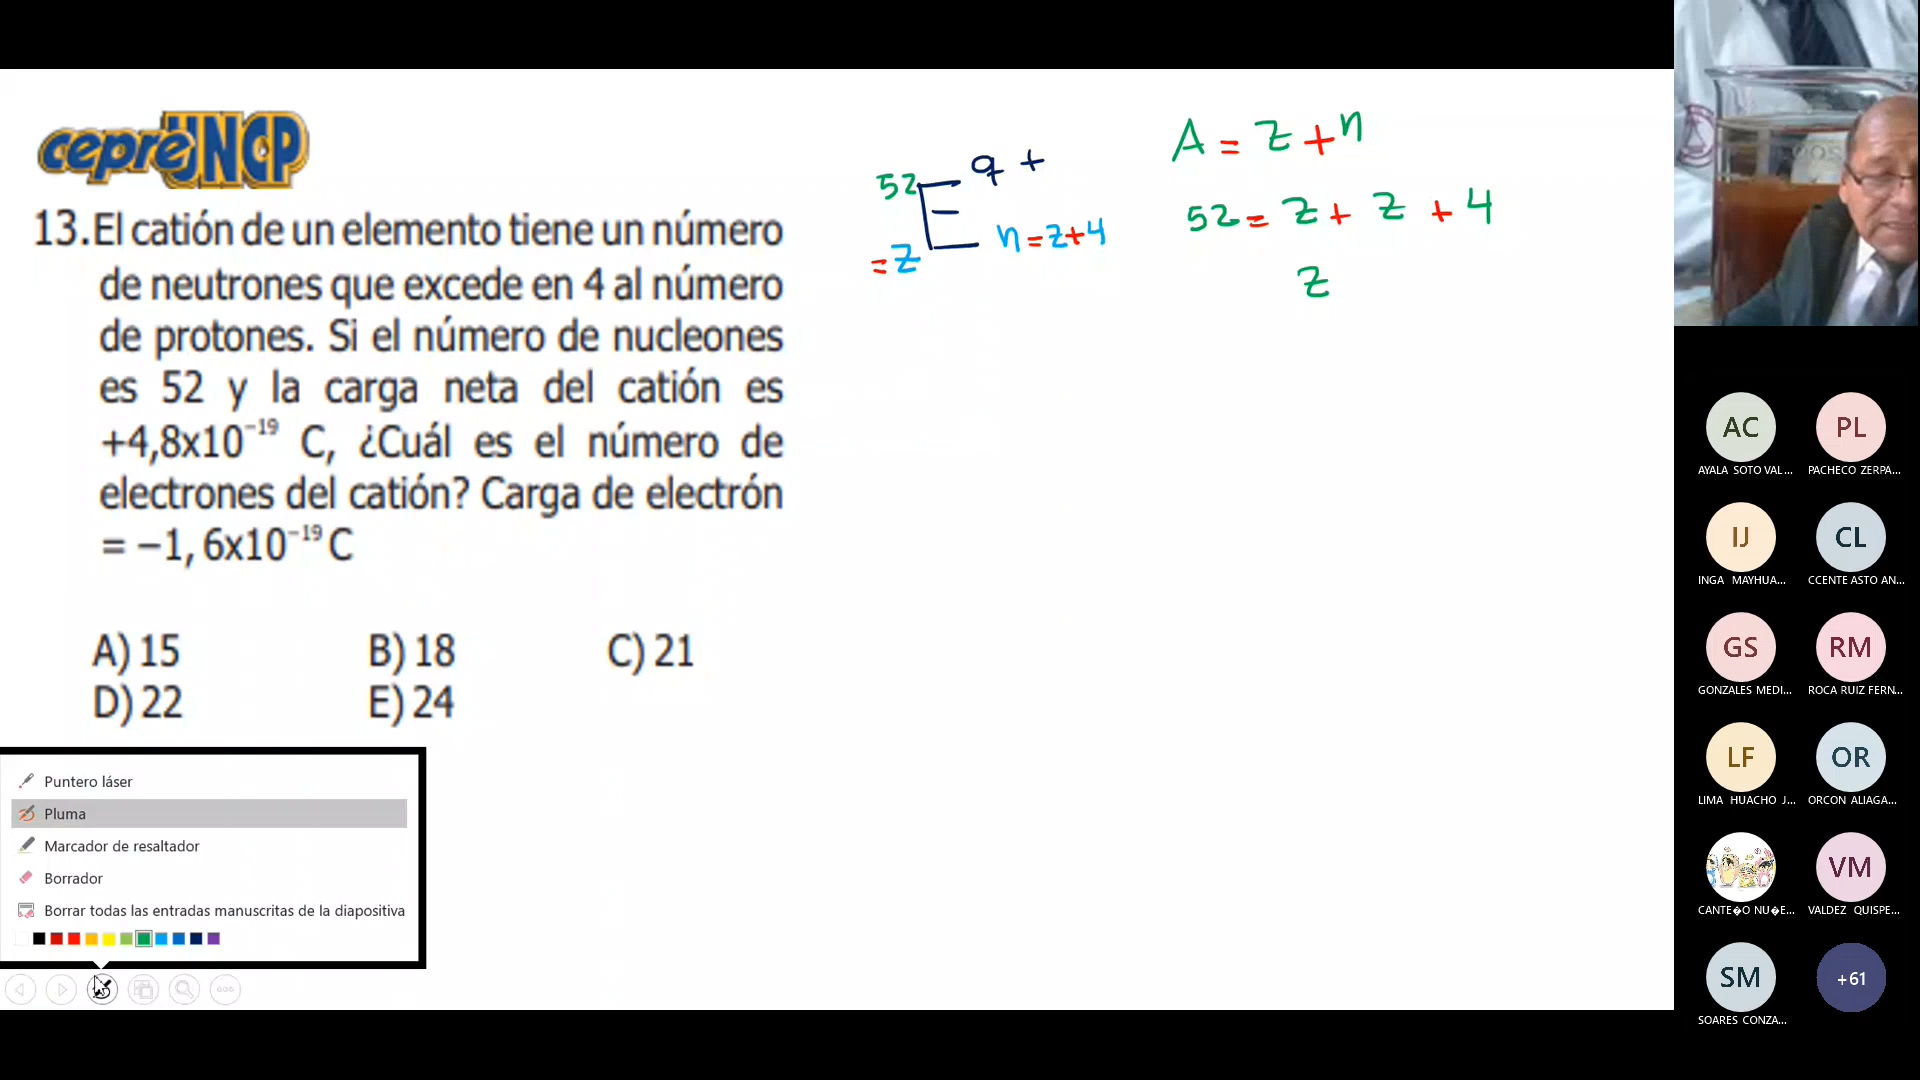 cepreUNCP
13. El catión de un elemento tiene un número
de neutrones que excede en 4 al número
de protones. Si el número de nucleones
es 52 y la carga neta del catión es
+4,8x10⁻¹⁹ C, ¿Cuál es el número de
electrones del catión? Carga de electrón
= −1, 6x10⁻¹⁹ C
A) 15 B) 18 C) 21
D) 22 E) 24
52 E q +
= Z n = Z + 4
A = Z + n
52 = Z + Z + 4
Z
Puntero láser
Pluma
Marcador de resaltador
Borrador
Borrar todas las entradas manuscritas de la diapositiva
AC PL
AYALA SOTO VAL... PACHECO ZERPA...
IJ CL
INGA MAYHUA... CCENTE ASTO AN...
GS RM
GONZALES MEDI... ROCA RUIZ FERN...
LF OR
LIMA HUACHO J... ORCON ALIAGA...
VM
CANTE�O NU�E... VALDEZ QUISPE...
SM +61
SOARES CONZA...